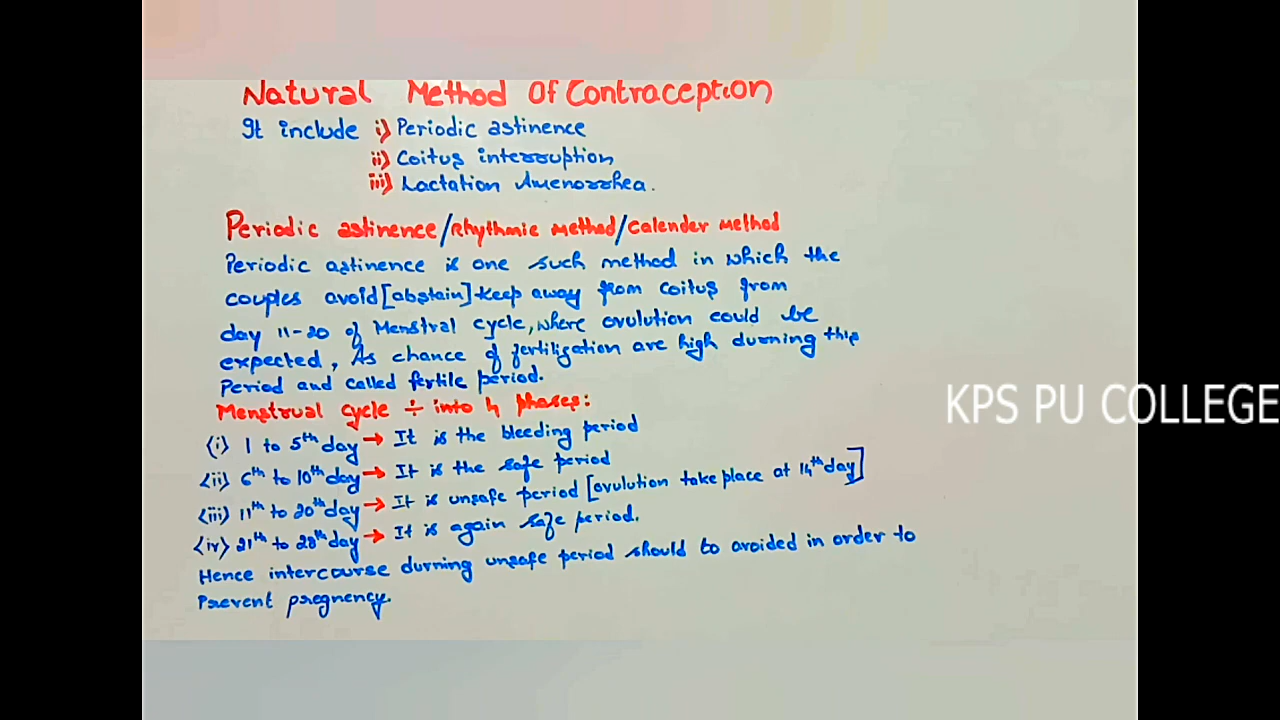 Natural Method Of Contraception
It include i) Periodic astinence
ii) Coitus interruption
iii) Lactation Amenorrhea.
Periodic astinence/Rhythmic method/Calender Method
Periodic astinence is one such method in which the
couples avoid [abstain] keep away from coitus from
day 11-20 of Menstral cycle, where ovulution could be
expected, As chance of fertilization are high durning this
Period and called fertile period.
Menstrual cycle ÷ into 4 phases:
(i) 1 to 5th day → It is the bleeding period
(ii) 6th to 10th day → It is the safe period
(iii) 11th to 20th day → It is unsafe period [ovulution take place at 14th day]
(iv) 21th to 28th day → It is again safe period.
Hence intercourse durning unsafe period should to avoided in order to
Prevent pregnency.
KPS PU COLLEGE